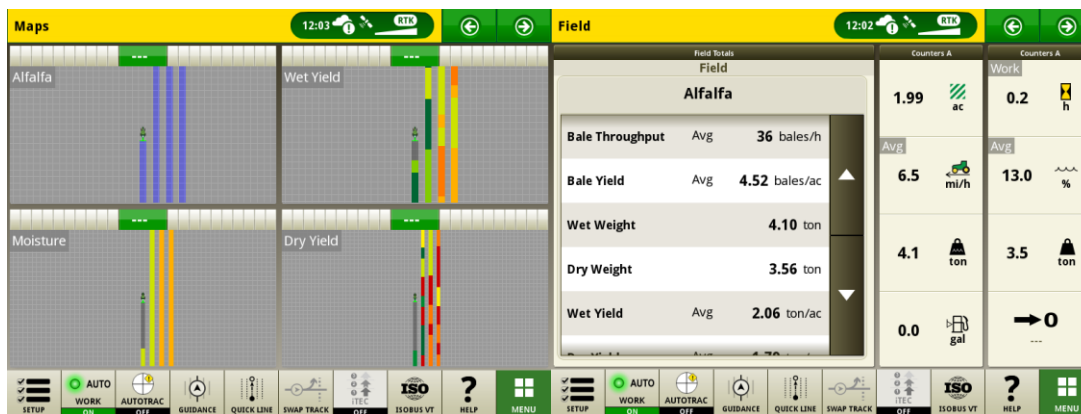 Maps
12:03
RTK
---
---
Alfalfa
Wet Yield
---
---
Moisture
Dry Yield
SETUP
AUTO
WORK
ON
AUTOTRAC
OFF
GUIDANCE
QUICK LINE
SWAP TRACK
iTEC
OFF
ISO
ISOBUS VT
?
HELP
MENU
Field
12:02
RTK
Field Totals
Field
Alfalfa
Bale Throughput Avg 36 bales/h
Bale Yield Avg 4.52 bales/ac
Wet Weight 4.10 ton
Dry Weight 3.56 ton
Wet Yield Avg 2.06 ton/ac
Counters A
1.99 ac
Avg
6.5 mi/h
4.1 ton
0.0 gal
Counters A
Work
0.2 h
Avg
13.0 %
3.5 ton
0
---
SETUP
AUTO
WORK
ON
AUTOTRAC
OFF
GUIDANCE
QUICK LINE
SWAP TRACK
iTEC
OFF
ISO
ISOBUS VT
?
HELP
MENU